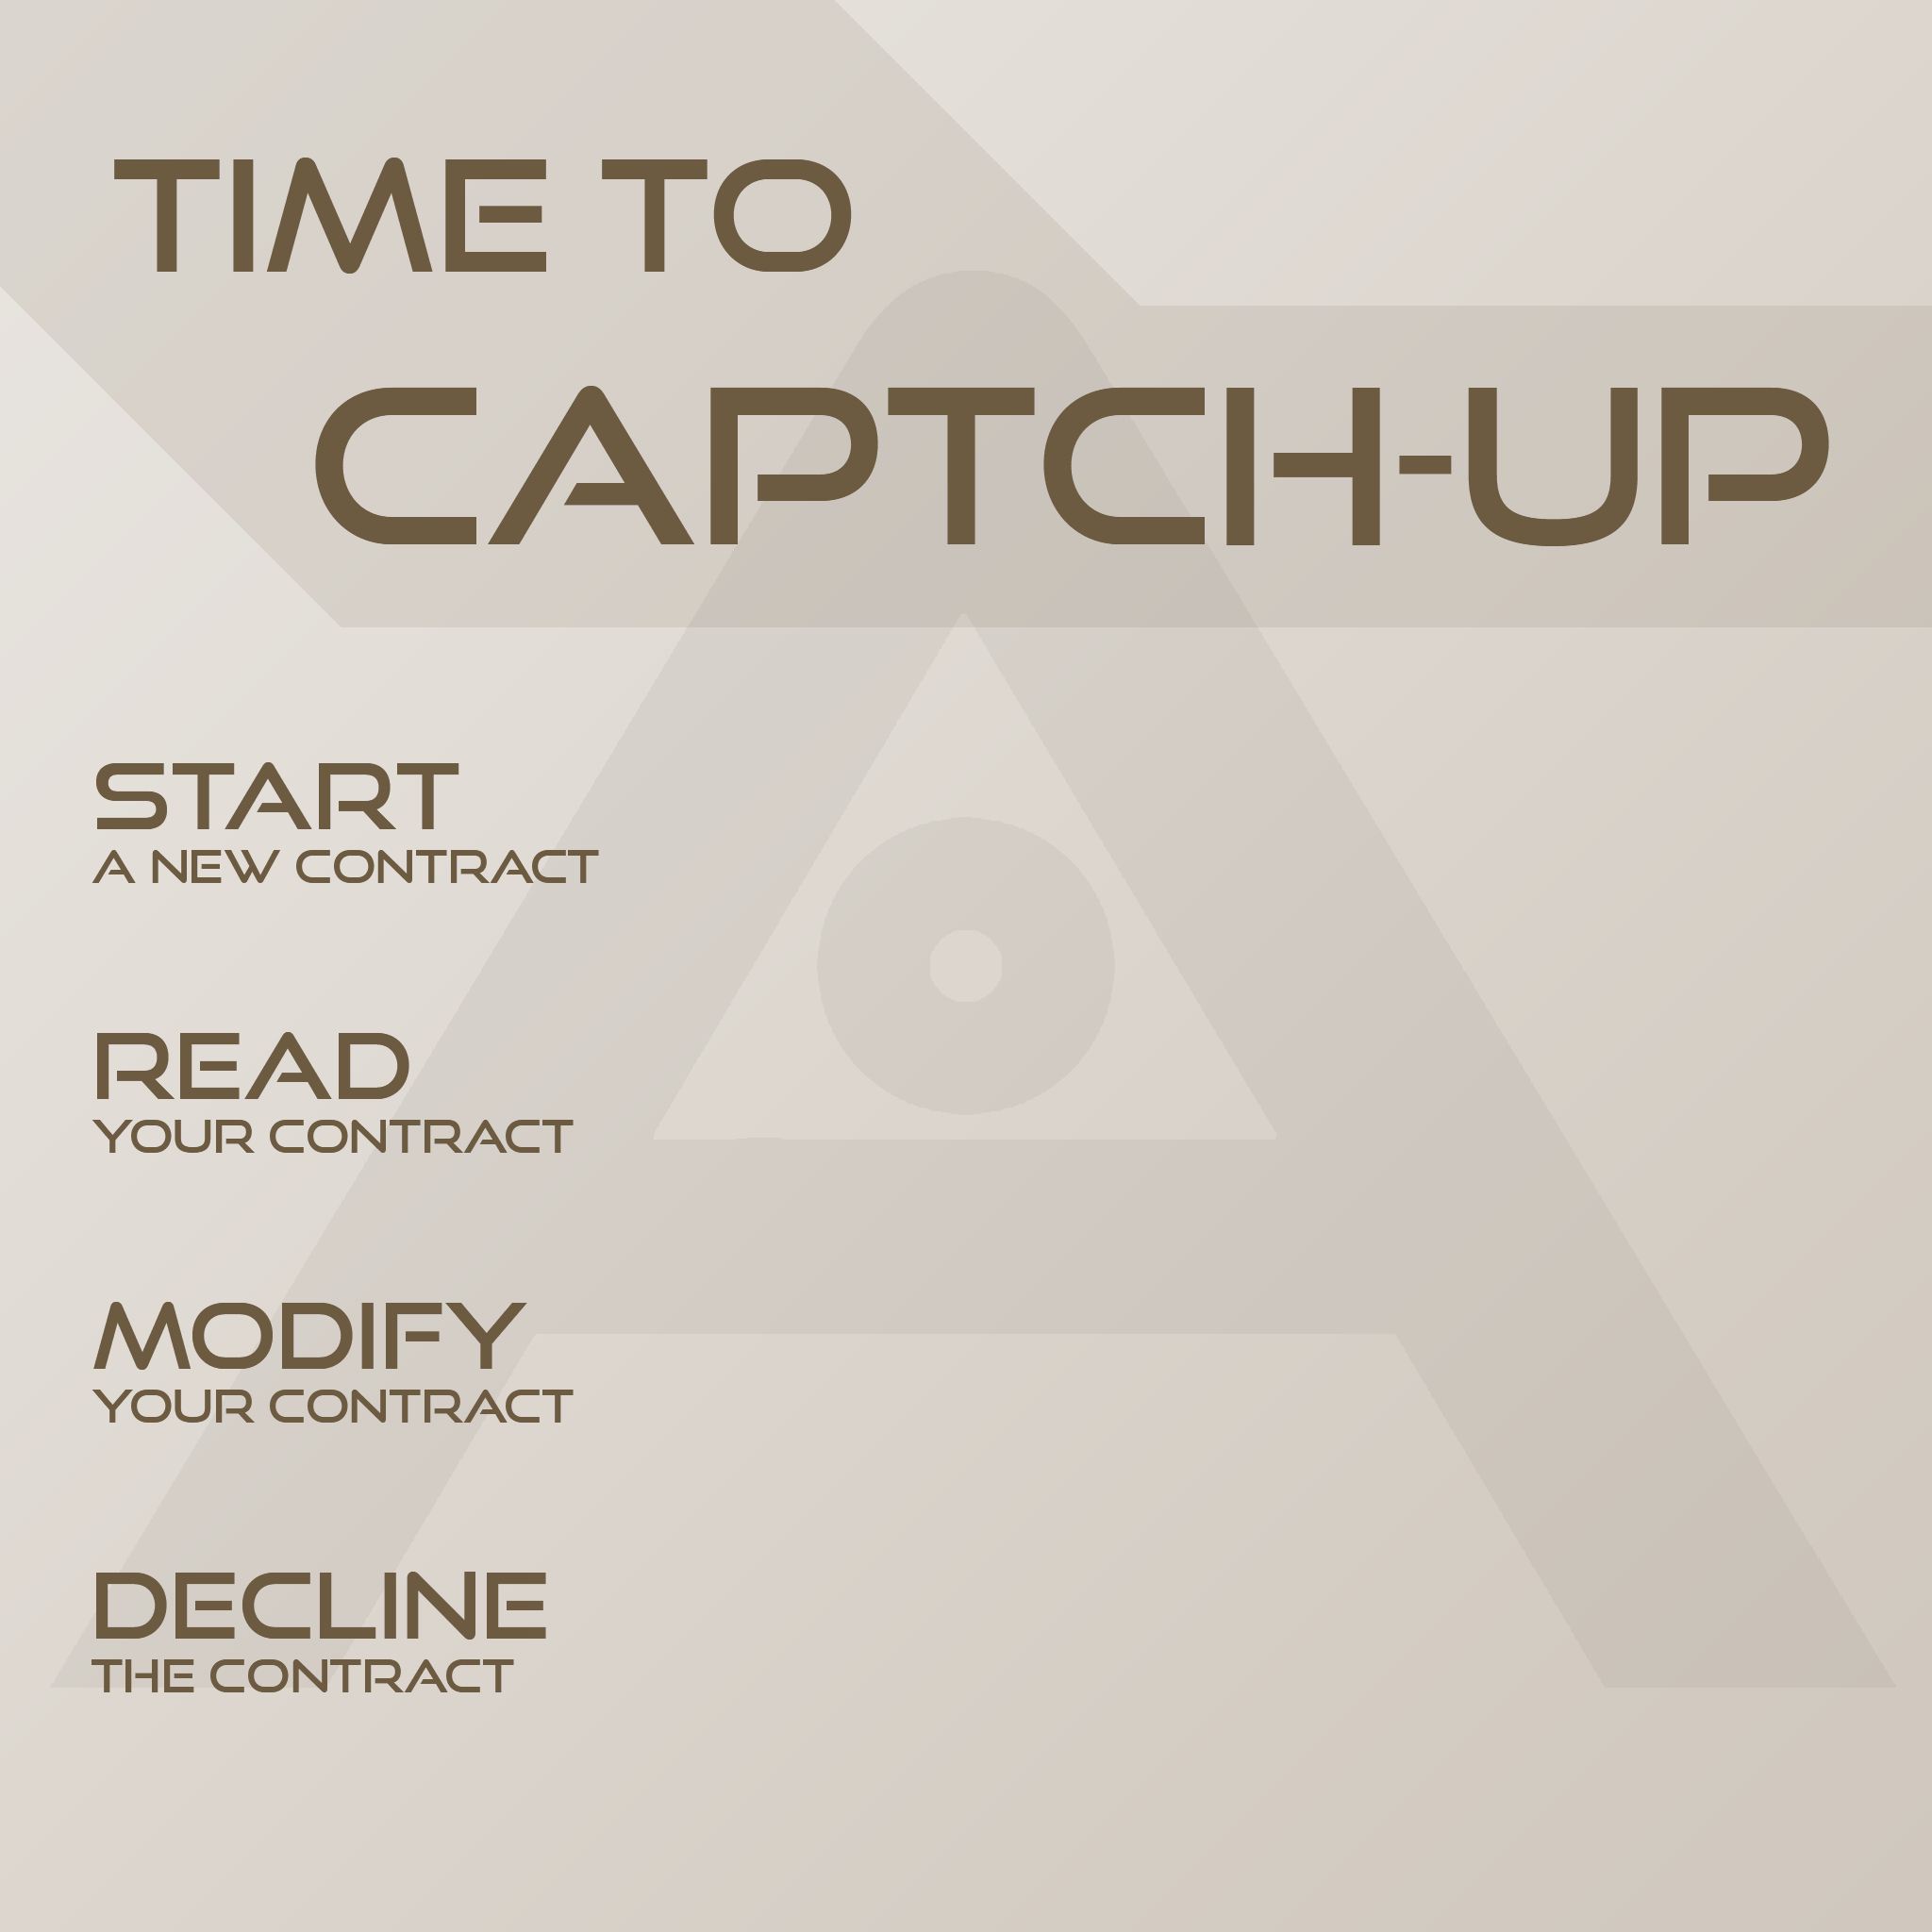 TIME TO
CAPTCH-UP
START
A NEW CONTRACT
READ
YOUR CONTRACT
MODIFY
YOUR CONTRACT
DECLINE
THE CONTRACT